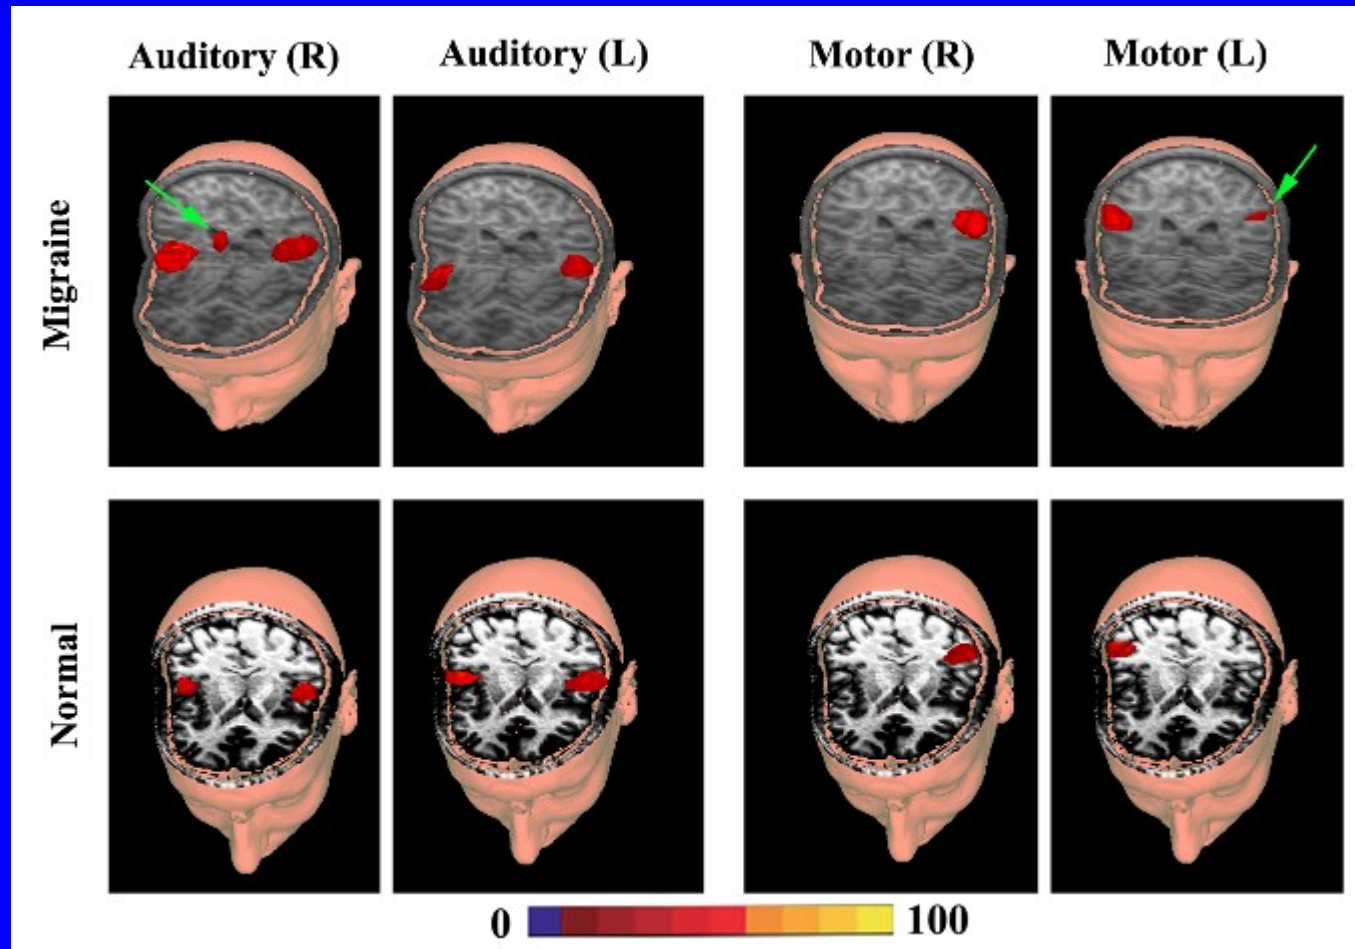 Auditory (R)
Auditory (L)
Motor (R)
Motor (L)
Migraine
Normal
0
100